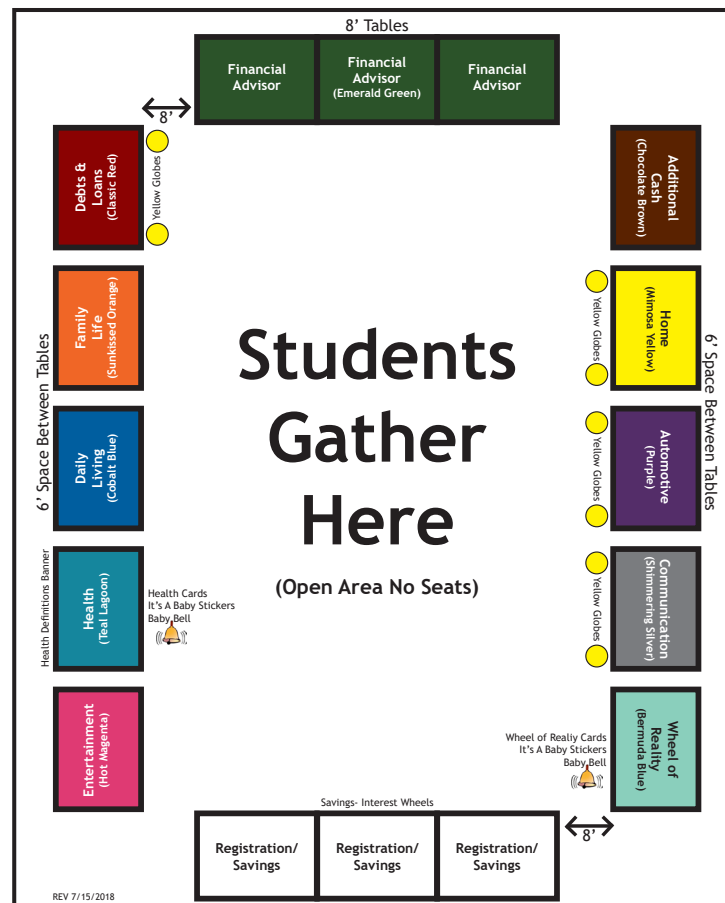 8’ Tables
Financial
Advisor
Financial
Advisor
(Emerald Green)
Financial
Advisor
8’
Debts &
Loans
(Classic Red)
Yellow Globes
Additional
Cash
(Chocolate Brown)
6’ Space Between Tables
Family
Life
(Sunkissed Orange)
Yellow Globes
Home
(Mimosa Yellow)
6’ Space Between Tables
Students
Gather
Here
(Open Area No Seats)
Daily
Living
(Cobalt Blue)
Yellow Globes
Automotive
(Purple)
Health Definitions Banner
Health
(Teal Lagoon)
Health Cards
It’s A Baby Stickers
Baby Bell
Yellow Globes
Communication
(Shimmering Silver)
Entertainment
(Hot Magenta)
Wheel of Realiy Cards
It’s A Baby Stickers
Baby Bell
Wheel of
Reality
(Bermuda Blue)
Savings- Interest Wheels
8’
Registration/
Savings
Registration/
Savings
Registration/
Savings
REV 7/15/2018